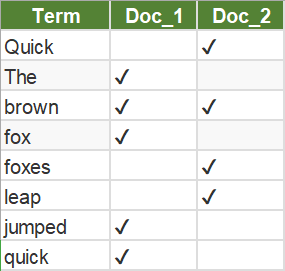 Term Doc_1 Doc_2
Quick ✓
The ✓
brown ✓ ✓
fox ✓
foxes ✓
leap ✓
jumped ✓
quick ✓